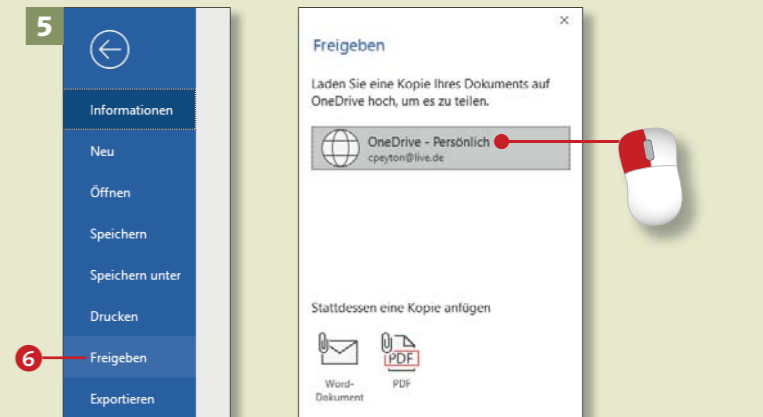 5
Informationen
Neu
Öffnen
Speichern
Speichern unter
Drucken
6
Freigeben
Exportieren
Freigeben
Laden Sie eine Kopie Ihres Dokuments auf
OneDrive hoch, um es zu teilen.
OneDrive - Persönlich
cpeyton@live.de
Stattdessen eine Kopie anfügen
Word-
Dokument
PDF
PDF